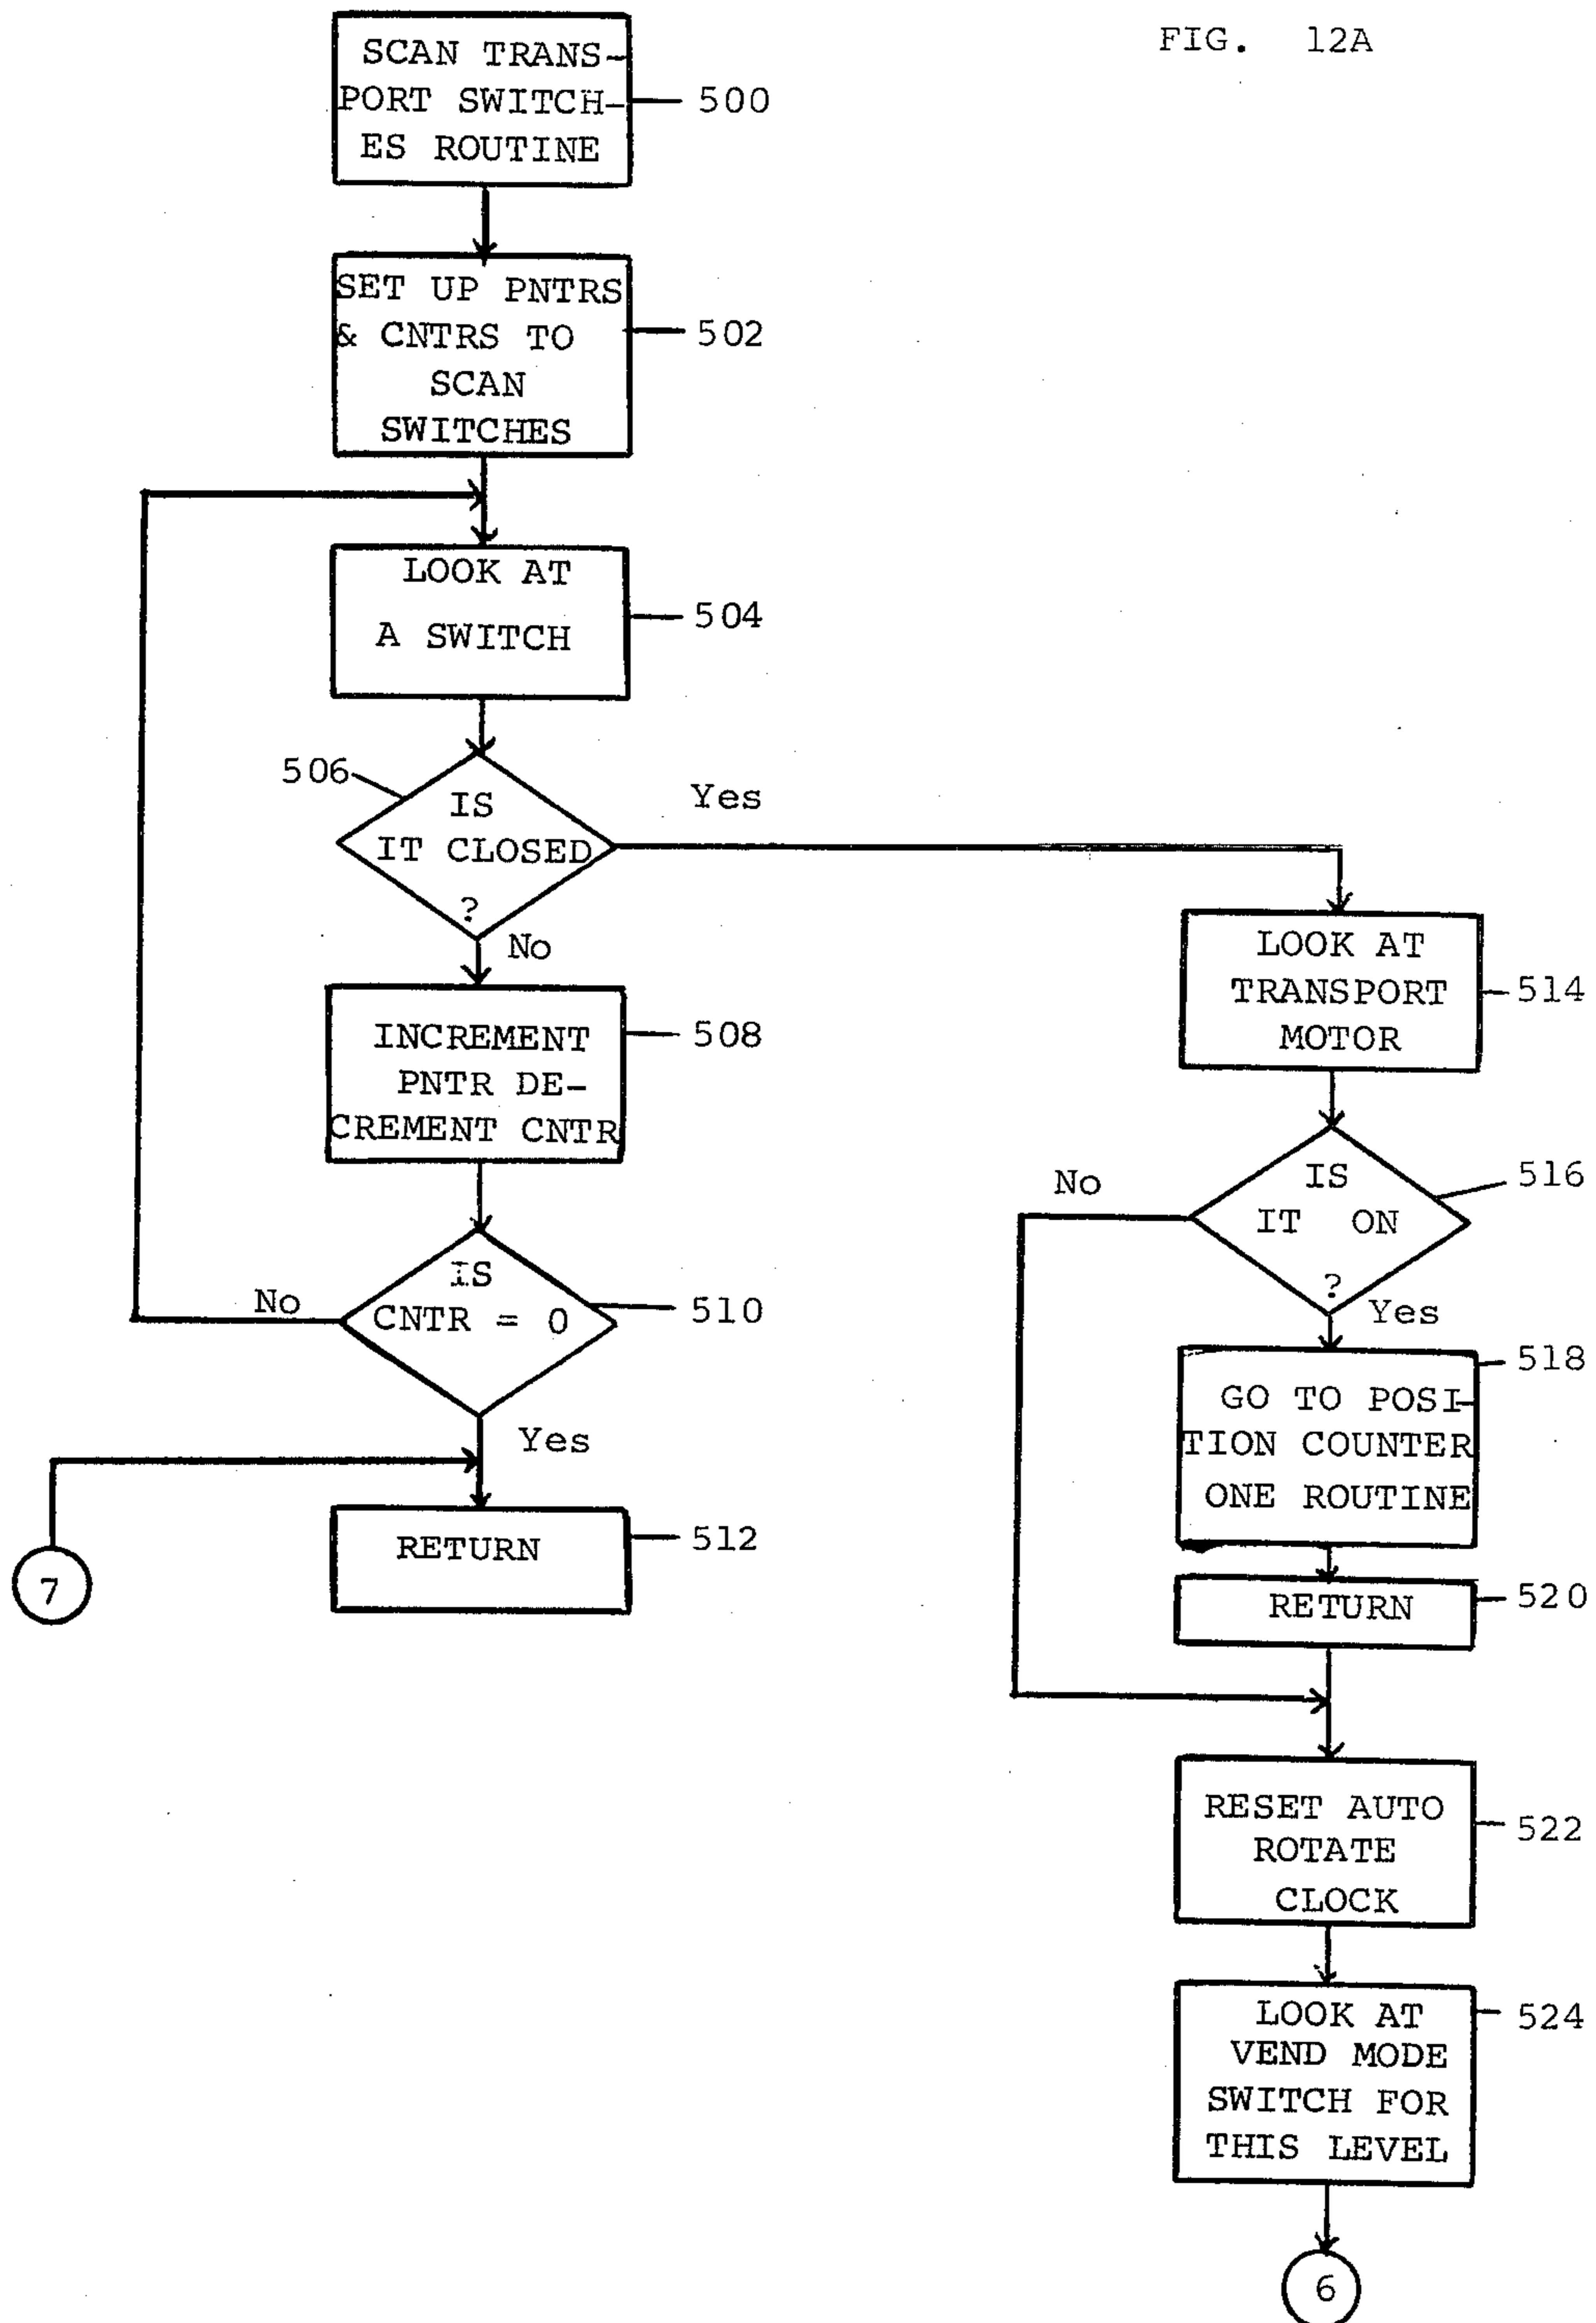 FIG. 12A
SCAN TRANS-
PORT SWITCH-
ES ROUTINE
500
SET UP PNTRS
& CNTRS TO
SCAN
SWITCHES
502
LOOK AT
A SWITCH
504
506
IS
IT CLOSED
?
Yes
No
INCREMENT
PNTR DE-
CREMENT CNTR
508
IS
CNTR = 0
510
No
Yes
RETURN
512
7
LOOK AT
TRANSPORT
MOTOR
514
IS
IT ON
?
516
No
Yes
GO TO POSI-
TION COUNTER
ONE ROUTINE
518
RETURN
520
RESET AUTO
ROTATE
CLOCK
522
LOOK AT
VEND MODE
SWITCH FOR
THIS LEVEL
524
6